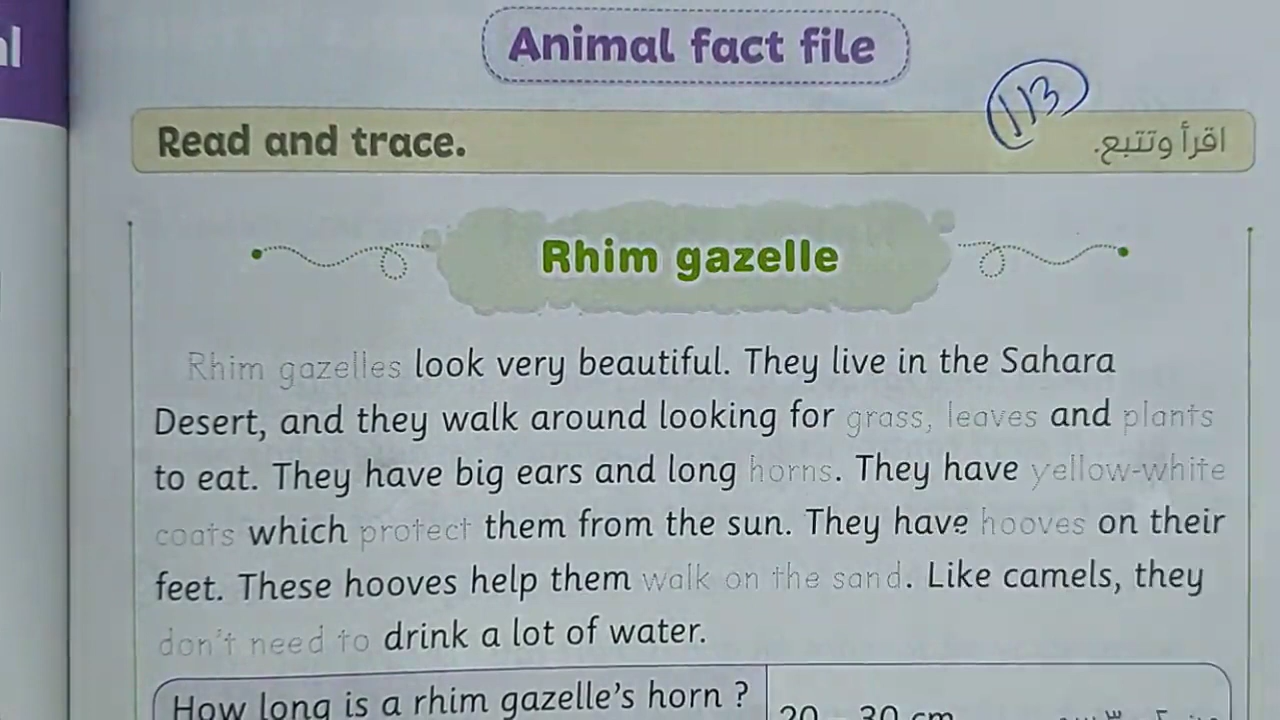 al
Animal fact file
113
Read and trace.
اقرأ وتتبع.
Rhim gazelle
Rhim gazelles look very beautiful. They live in the Sahara
Desert, and they walk around looking for grass, leaves and plants
to eat. They have big ears and long horns. They have yellow-white
coats which protect them from the sun. They have hooves on their
feet. These hooves help them walk on the sand. Like camels, they
don't need to drink a lot of water.
How long is a rhim gazelle's horn ?
20 - 30 cm